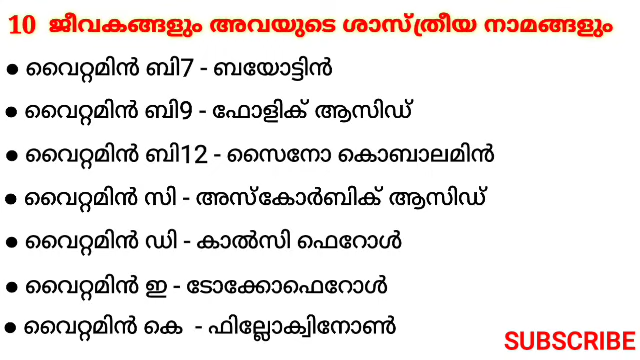 10 ജീവകങ്ങളും അവയുടെ ശാസ്ത്രീയ നാമങ്ങളും
• വൈറ്റമിൻ ബി7 - ബയോട്ടിൻ
• വൈറ്റമിൻ ബി9 - ഫോളിക് ആസിഡ്
• വൈറ്റമിൻ ബി12 - സൈനോ കൊബാലമിൻ
• വൈറ്റമിൻ സി - അസ്കോർബിക് ആസിഡ്
• വൈറ്റമിൻ ഡി - കാൽസി ഫെറോൾ
• വൈറ്റമിൻ ഇ - ടോക്കോഫെറോൾ
• വൈറ്റമിൻ കെ - ഫില്ലോക്വിനോൺ
SUBSCRIBE